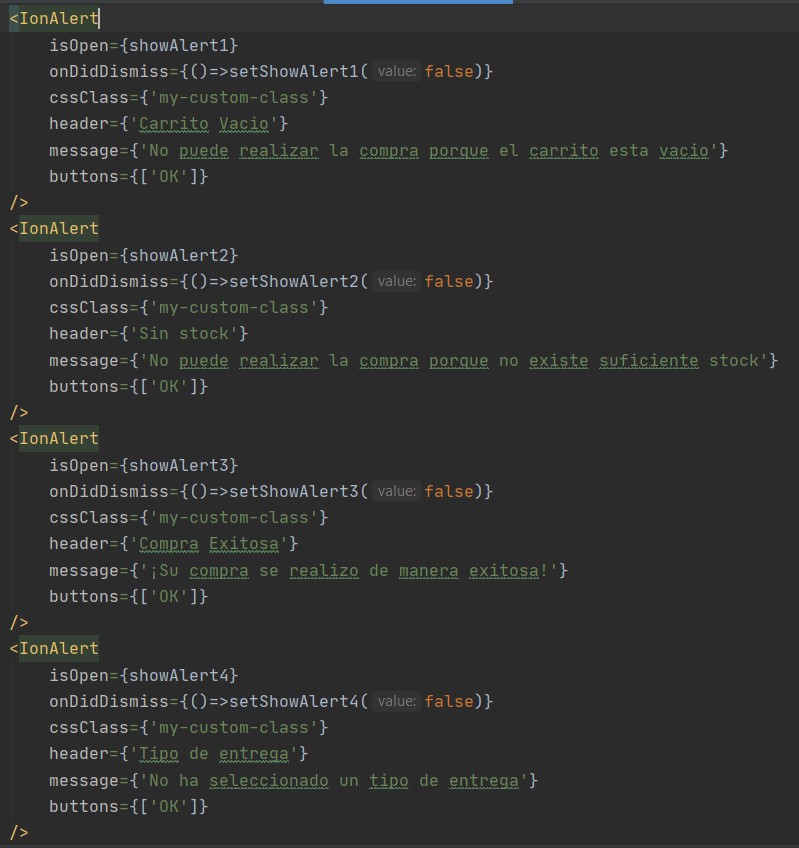 <IonAlert
isOpen={showAlert1}
onDidDismiss={()=>setShowAlert1( value: false)}
cssClass={'my-custom-class'}
header={'Carrito Vacio'}
message={'No puede realizar la compra porque el carrito esta vacio'}
buttons={['OK']}
/>
<IonAlert
isOpen={showAlert2}
onDidDismiss={()=>setShowAlert2( value: false)}
cssClass={'my-custom-class'}
header={'Sin stock'}
message={'No puede realizar la compra porque no existe suficiente stock'}
buttons={['OK']}
/>
<IonAlert
isOpen={showAlert3}
onDidDismiss={()=>setShowAlert3( value: false)}
cssClass={'my-custom-class'}
header={'Compra Exitosa'}
message={'¡Su compra se realizo de manera exitosa!'}
buttons={['OK']}
/>
<IonAlert
isOpen={showAlert4}
onDidDismiss={()=>setShowAlert4( value: false)}
cssClass={'my-custom-class'}
header={'Tipo de entrega'}
message={'No ha seleccionado un tipo de entrega'}
buttons={['OK']}
/>